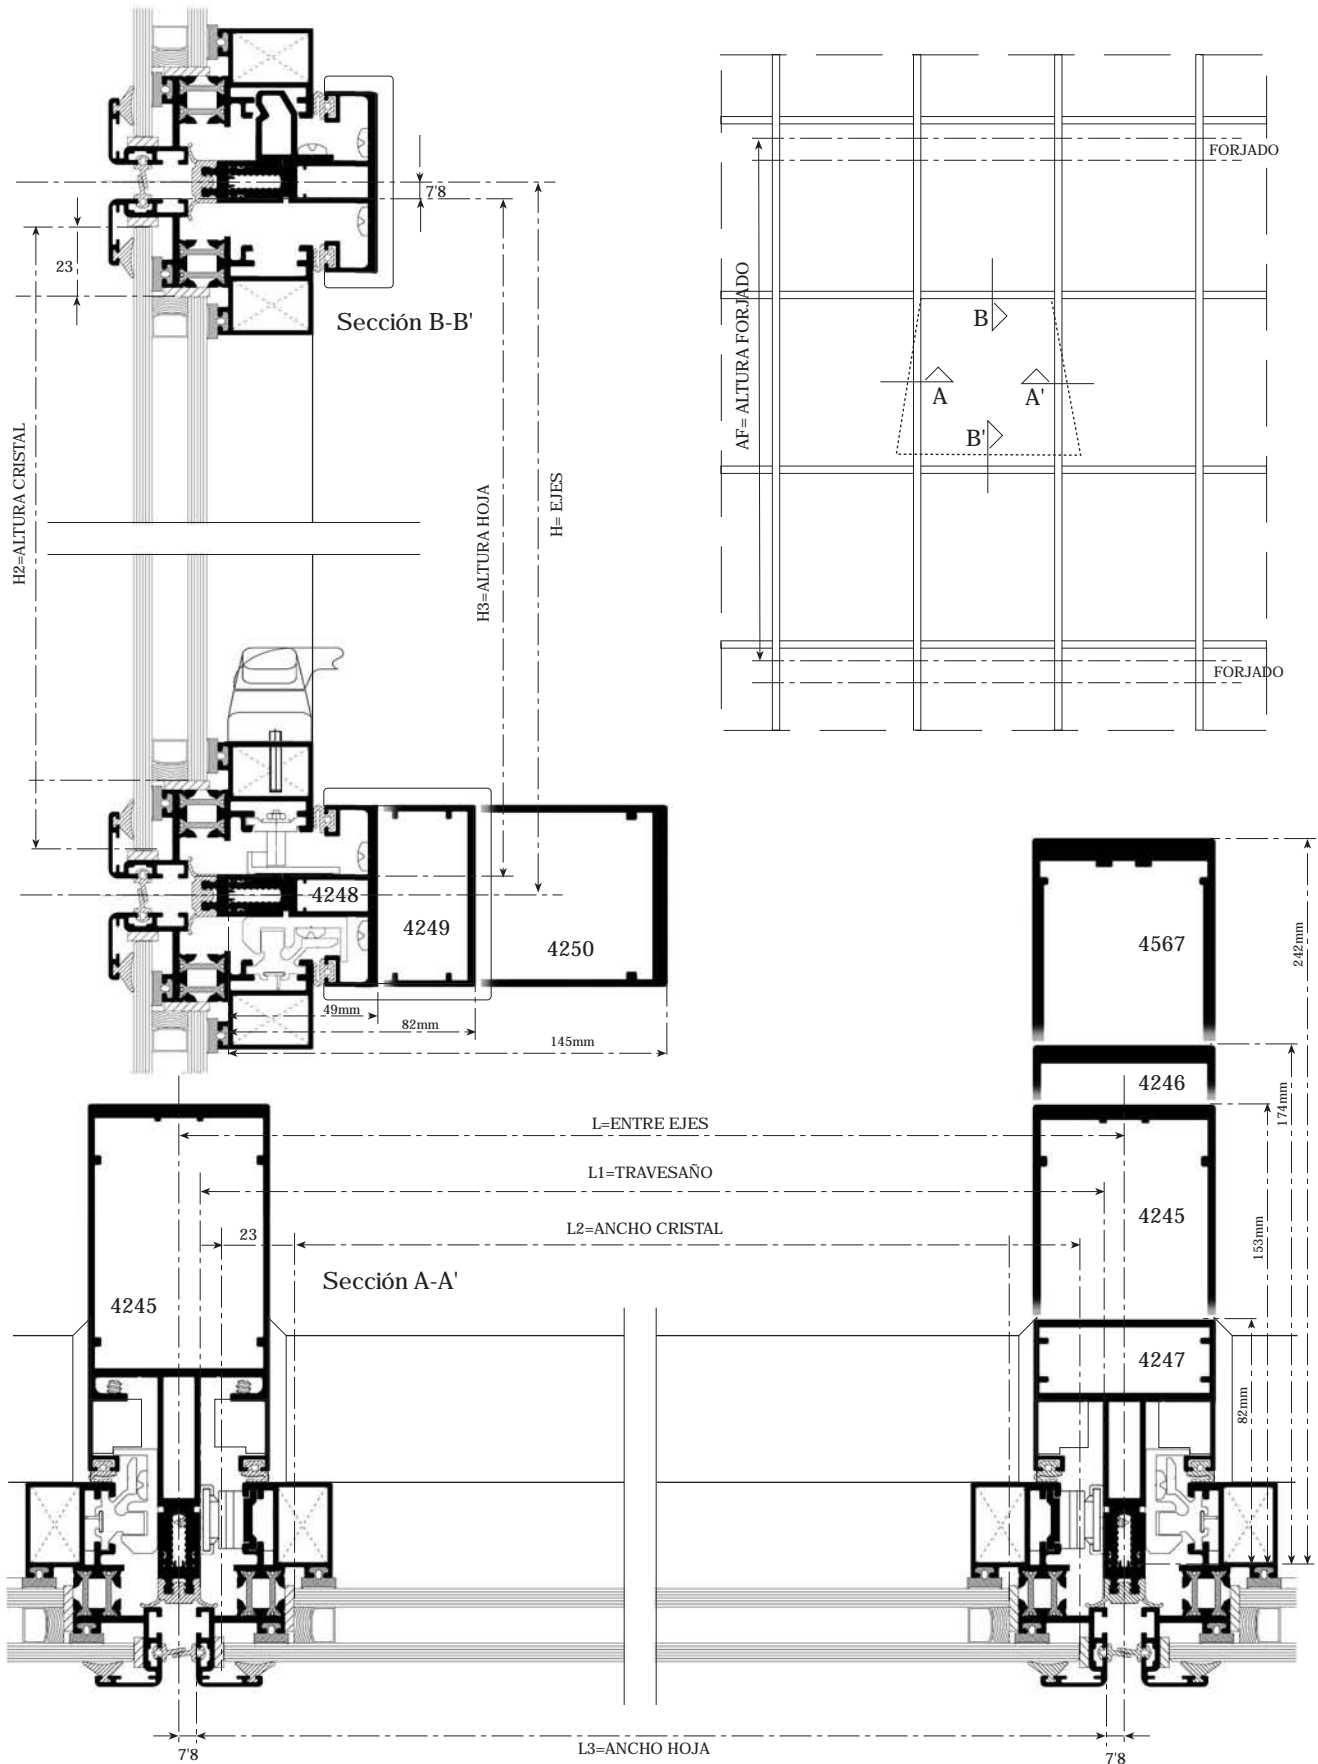 7'8
FORJADO
23
Sección B-B'
H2=ALTURA CRISTAL
H3=ALTURA HOJA
H= EJES
AF= ALTURA FORJADO
B
A
A'
B'
FORJADO
4248
4249
4250
49mm
82mm
145mm
4567
242mm
4246
174mm
L=ENTRE EJES
L1=TRAVESAÑO
23
L2=ANCHO CRISTAL
4245
153mm
Sección A-A'
4245
4247
82mm
7'8
L3=ANCHO HOJA
7'8